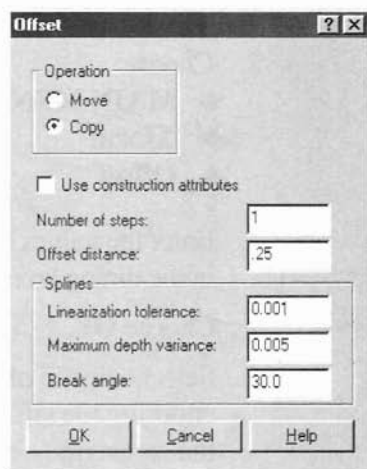 Offset
Operation
Move
Copy
Use construction attributes
Number of steps: 1
Offset distance: .25
Splines
Linearization tolerance: 0.001
Maximum depth variance: 0.005
Break angle: 30.0
OK Cancel Help